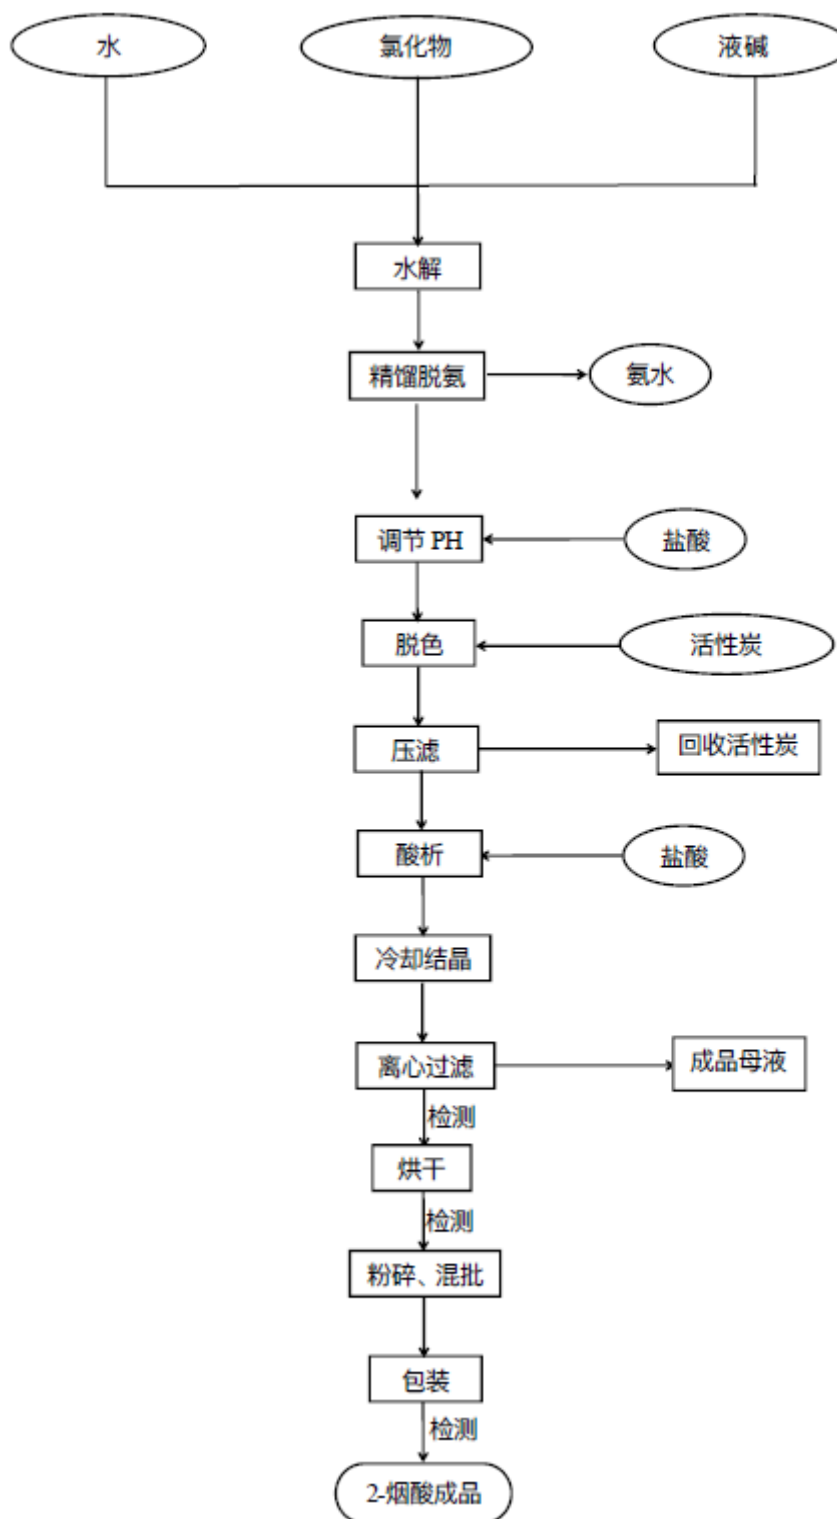 水
氯化物
液碱
水解
精馏脱氨
氨水
调节 PH
盐酸
脱色
活性炭
压滤
回收活性炭
酸析
盐酸
冷却结晶
离心过滤
成品母液
检测
烘干
检测
粉碎、混批
包装
检测
2-烟酸成品